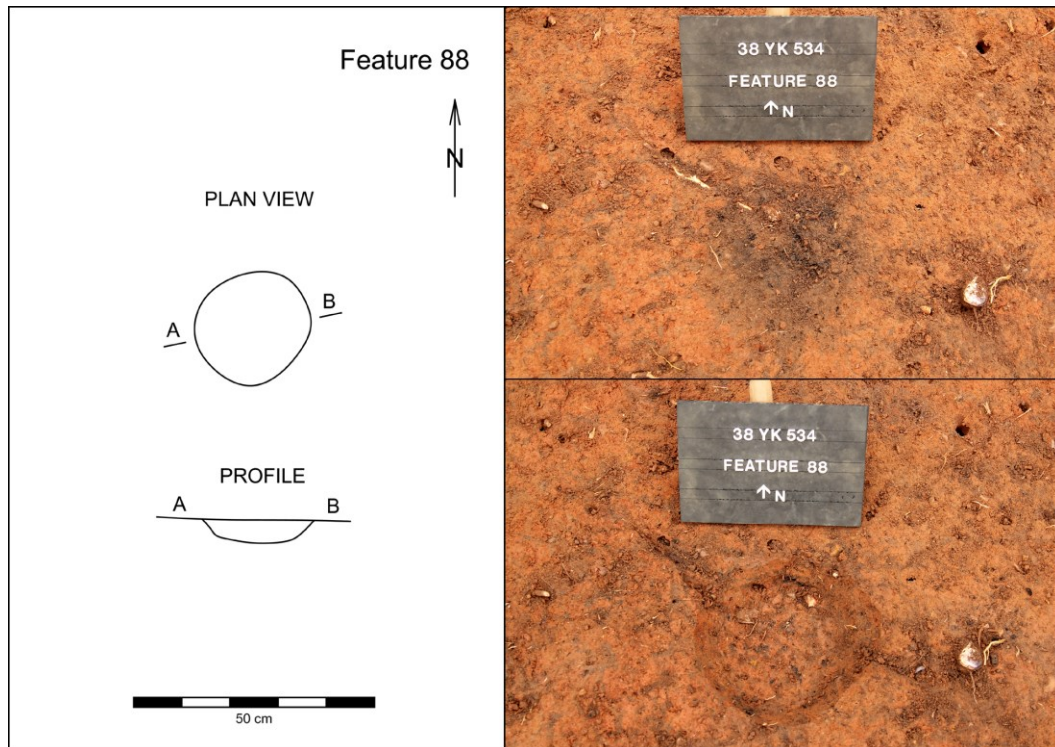 Feature 88
N
PLAN VIEW
A
B
PROFILE
A
B
50 cm
38 YK 534
FEATURE 88
↑ N
38 YK 534
FEATURE 88
↑ N